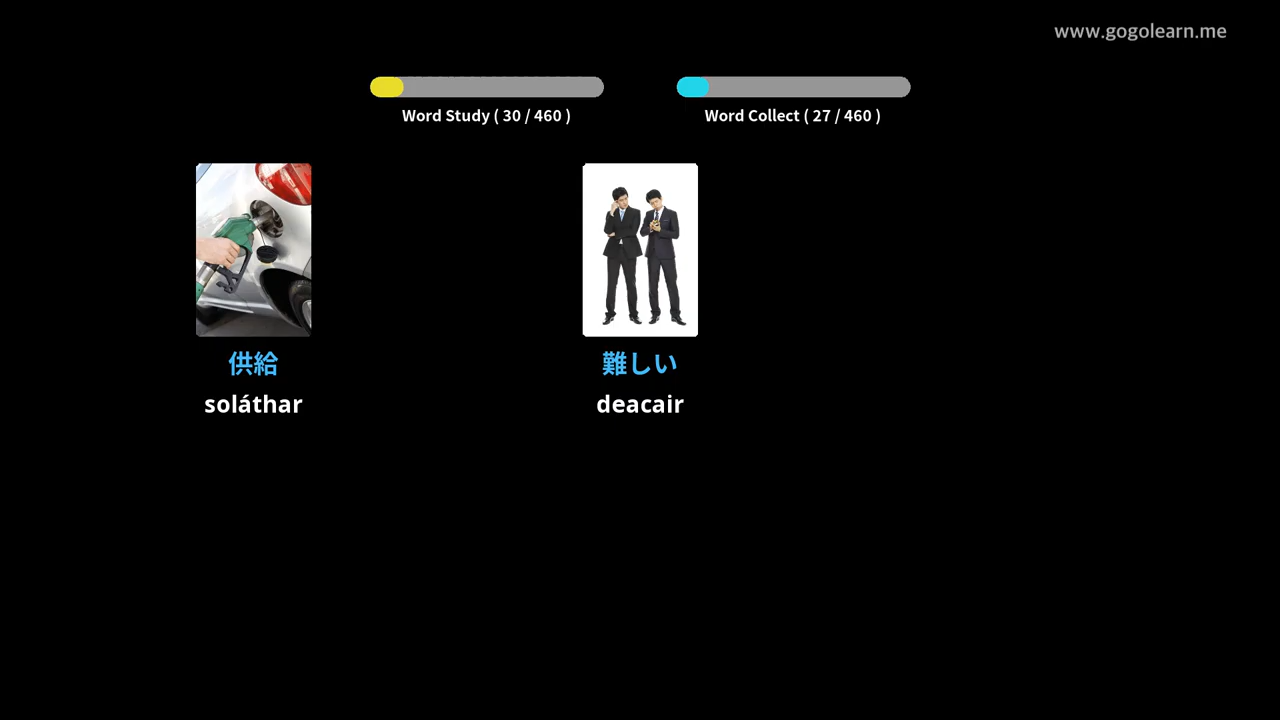 www.gogolearn.me
Word Study ( 30 / 460 )
Word Collect ( 27 / 460 )
供給
soláthar
難しい
deacair